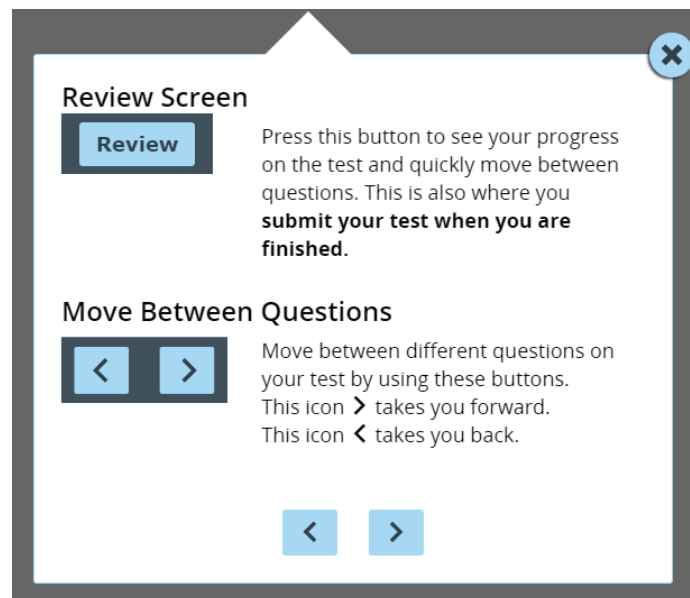 Review Screen
Review
Press this button to see your progress
on the test and quickly move between
questions. This is also where you
submit your test when you are
finished.
Move Between Questions
Move between different questions on
your test by using these buttons.
This icon > takes you forward.
This icon < takes you back.